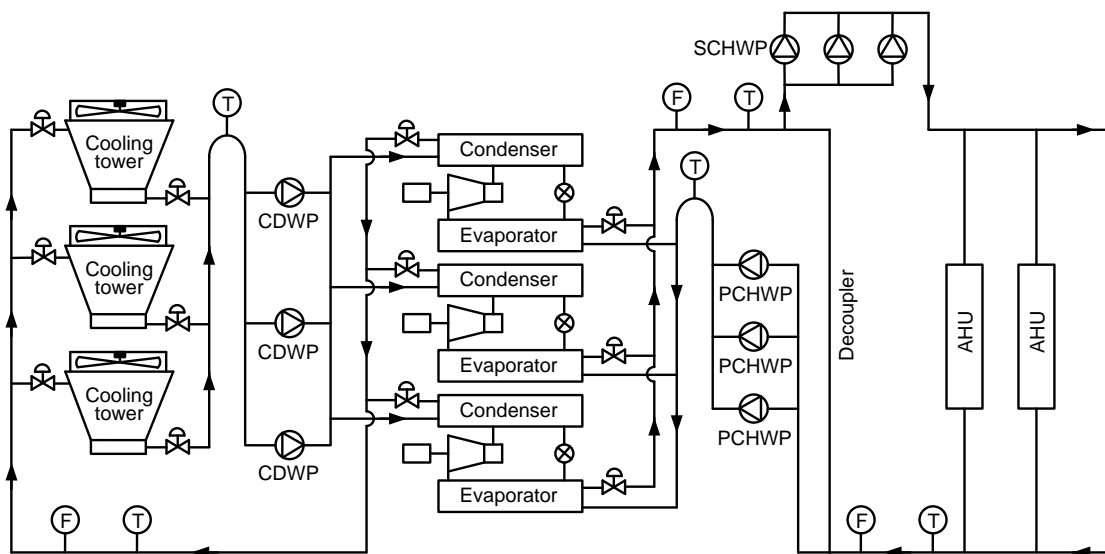 SCHWP
F
T
T
Cooling
tower
CDWP
Condenser
Evaporator
T
Cooling
tower
CDWP
Condenser
Evaporator
PCHWP
PCHWP
PCHWP
Decoupler
AHU
AHU
Cooling
tower
CDWP
Condenser
Evaporator
F
T
F
T